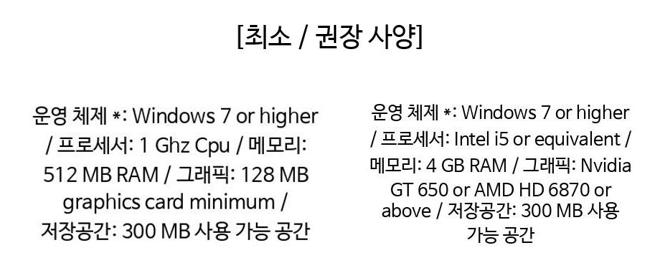 [최소 / 권장 사양]
운영 체제 *: Windows 7 or higher
/ 프로세서: 1 Ghz Cpu / 메모리:
512 MB RAM / 그래픽: 128 MB
graphics card minimum /
저장공간: 300 MB 사용 가능 공간
운영 체제 *: Windows 7 or higher
/ 프로세서: Intel i5 or equivalent /
메모리: 4 GB RAM / 그래픽: Nvidia
GT 650 or AMD HD 6870 or
above / 저장공간: 300 MB 사용
가능 공간